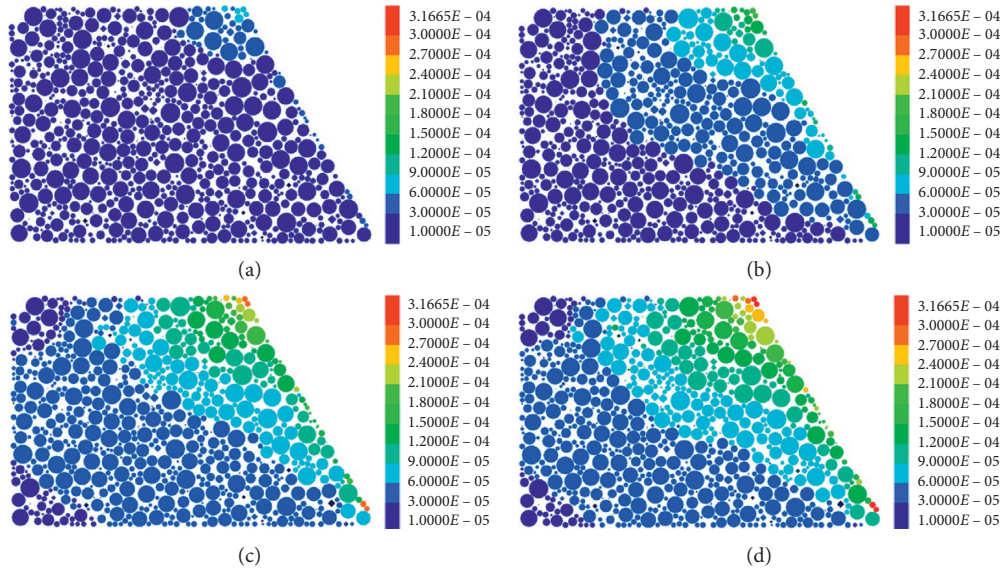 3.1665E – 04
3.0000E – 04
2.7000E – 04
2.4000E – 04
2.1000E – 04
1.8000E – 04
1.5000E – 04
1.2000E – 04
9.0000E – 05
6.0000E – 05
3.0000E – 05
1.0000E – 05
3.1665E – 04
3.0000E – 04
2.7000E – 04
2.4000E – 04
2.1000E – 04
1.8000E – 04
1.5000E – 04
1.2000E – 04
9.0000E – 05
6.0000E – 05
3.0000E – 05
1.0000E – 05
(a)
(b)
3.1665E – 04
3.0000E – 04
2.7000E – 04
2.4000E – 04
2.1000E – 04
1.8000E – 04
1.5000E – 04
1.2000E – 04
9.0000E – 05
6.0000E – 05
3.0000E – 05
1.0000E – 05
3.1665E – 04
3.0000E – 04
2.7000E – 04
2.4000E – 04
2.1000E – 04
1.8000E – 04
1.5000E – 04
1.2000E – 04
9.0000E – 05
6.0000E – 05
3.0000E – 05
1.0000E – 05
(c)
(d)